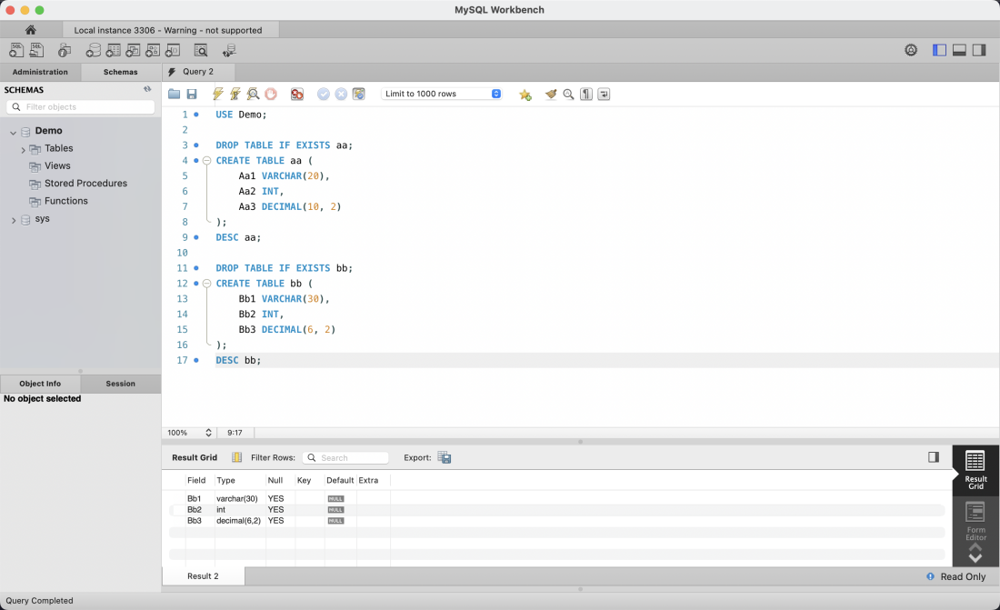 MySQL Workbench
Local instance 3306 - Warning - not supported
SQL SQL
Administration Schemas Query 2
SCHEMAS
Filter objects
Limit to 1000 rows
Demo
Tables
Views
Stored Procedures
Functions
sys
1 USE Demo;
2
3 DROP TABLE IF EXISTS aa;
4 CREATE TABLE aa (
5 Aa1 VARCHAR(20),
6 Aa2 INT,
7 Aa3 DECIMAL(10, 2)
8 );
9 DESC aa;
10
11 DROP TABLE IF EXISTS bb;
12 CREATE TABLE bb (
13 Bb1 VARCHAR(30),
14 Bb2 INT,
15 Bb3 DECIMAL(6, 2)
16 );
17 DESC bb;
Object Info Session
No object selected
100% 9:17
Result Grid Filter Rows: Search Export:
Field Type Null Key Default Extra
Bb1 varchar(30) YES NULL
Bb2 int YES NULL
Bb3 decimal(6,2) YES NULL
Result
Grid
Form
Editor
Result 2 Read Only
Query Completed